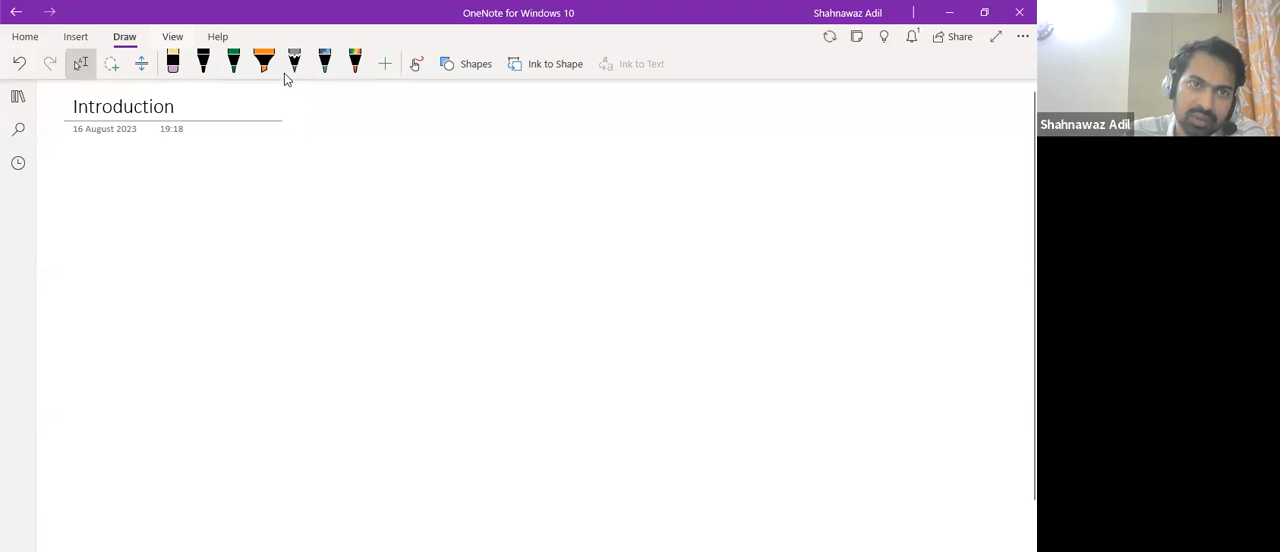 OneNote for Windows 10
Shahnawaz Adil
Home Insert Draw View Help
1
Share
Shapes
Ink to Shape
a
Ink to Text
Introduction
16 August 2023 19:18
Shahnawaz Adil